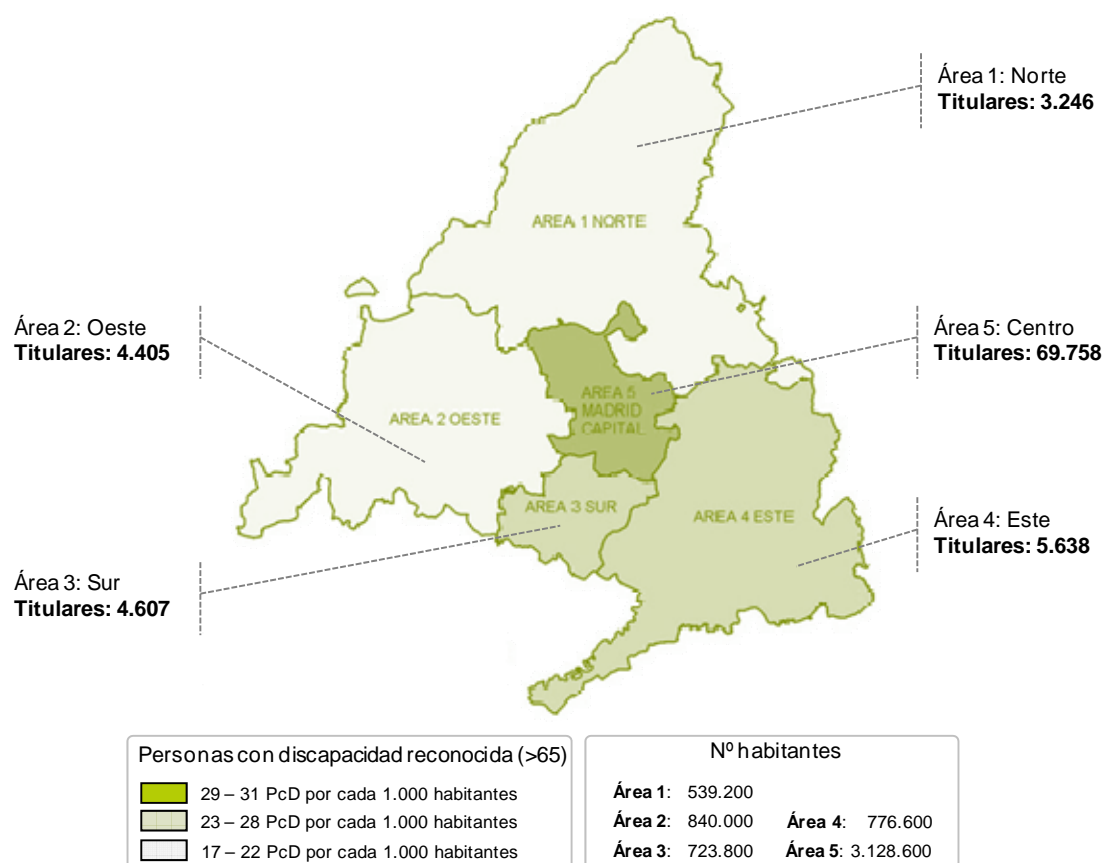 Área 1: Norte
Titulares: 3.246
AREA 1 NORTE
Área 2: Oeste
Titulares: 4.405
Área 5: Centro
Titulares: 69.758
AREA 5
MADRID
CAPITAL
AREA 2 OESTE
AREA 3 SUR
AREA 4 ESTE
Área 4: Este
Titulares: 5.638
Área 3: Sur
Titulares: 4.607
Personas con discapacidad reconocida (>65)
29 – 31 PcD por cada 1.000 habitantes
23 – 28 PcD por cada 1.000 habitantes
17 – 22 PcD por cada 1.000 habitantes
Nº habitantes
Área 1: 539.200
Área 2: 840.000 Área 4: 776.600
Área 3: 723.800 Área 5: 3.128.600